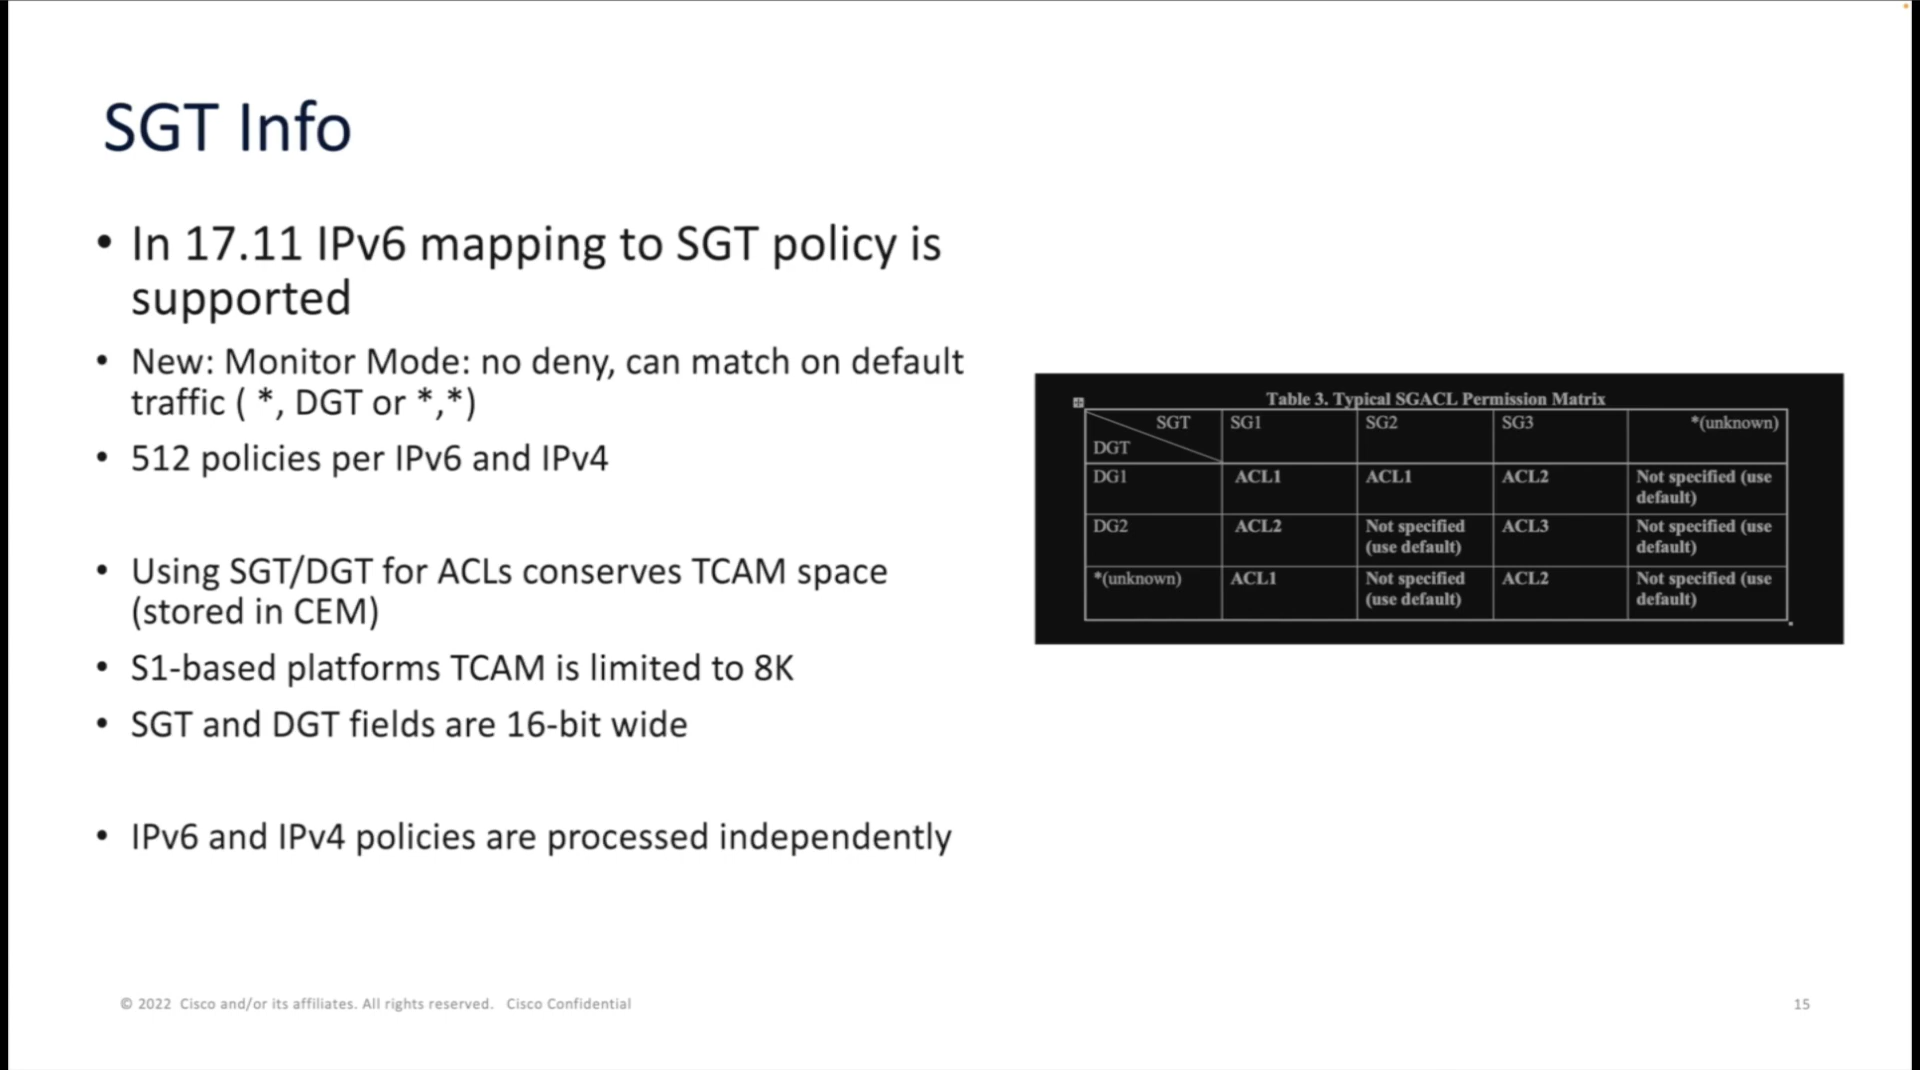 SGT Info
• In 17.11 IPv6 mapping to SGT policy is
supported
• New: Monitor Mode: no deny, can match on default
traffic ( *, DGT or *,*)
• 512 policies per IPv6 and IPv4
• Using SGT/DGT for ACLs conserves TCAM space
(stored in CEM)
• S1-based platforms TCAM is limited to 8K
• SGT and DGT fields are 16-bit wide
• IPv6 and IPv4 policies are processed independently
Table 3. Typical SGACL Permission Matrix
SGT SG1 SG2 SG3 *(unknown)
DGT
DG1 ACL1 ACL1 ACL2 Not specified (use
default)
DG2 ACL2 Not specified ACL3 Not specified (use
(use default) default)
*(unknown) ACL1 Not specified ACL2 Not specified (use
(use default) default)
© 2022 Cisco and/or its affiliates. All rights reserved. Cisco Confidential
15